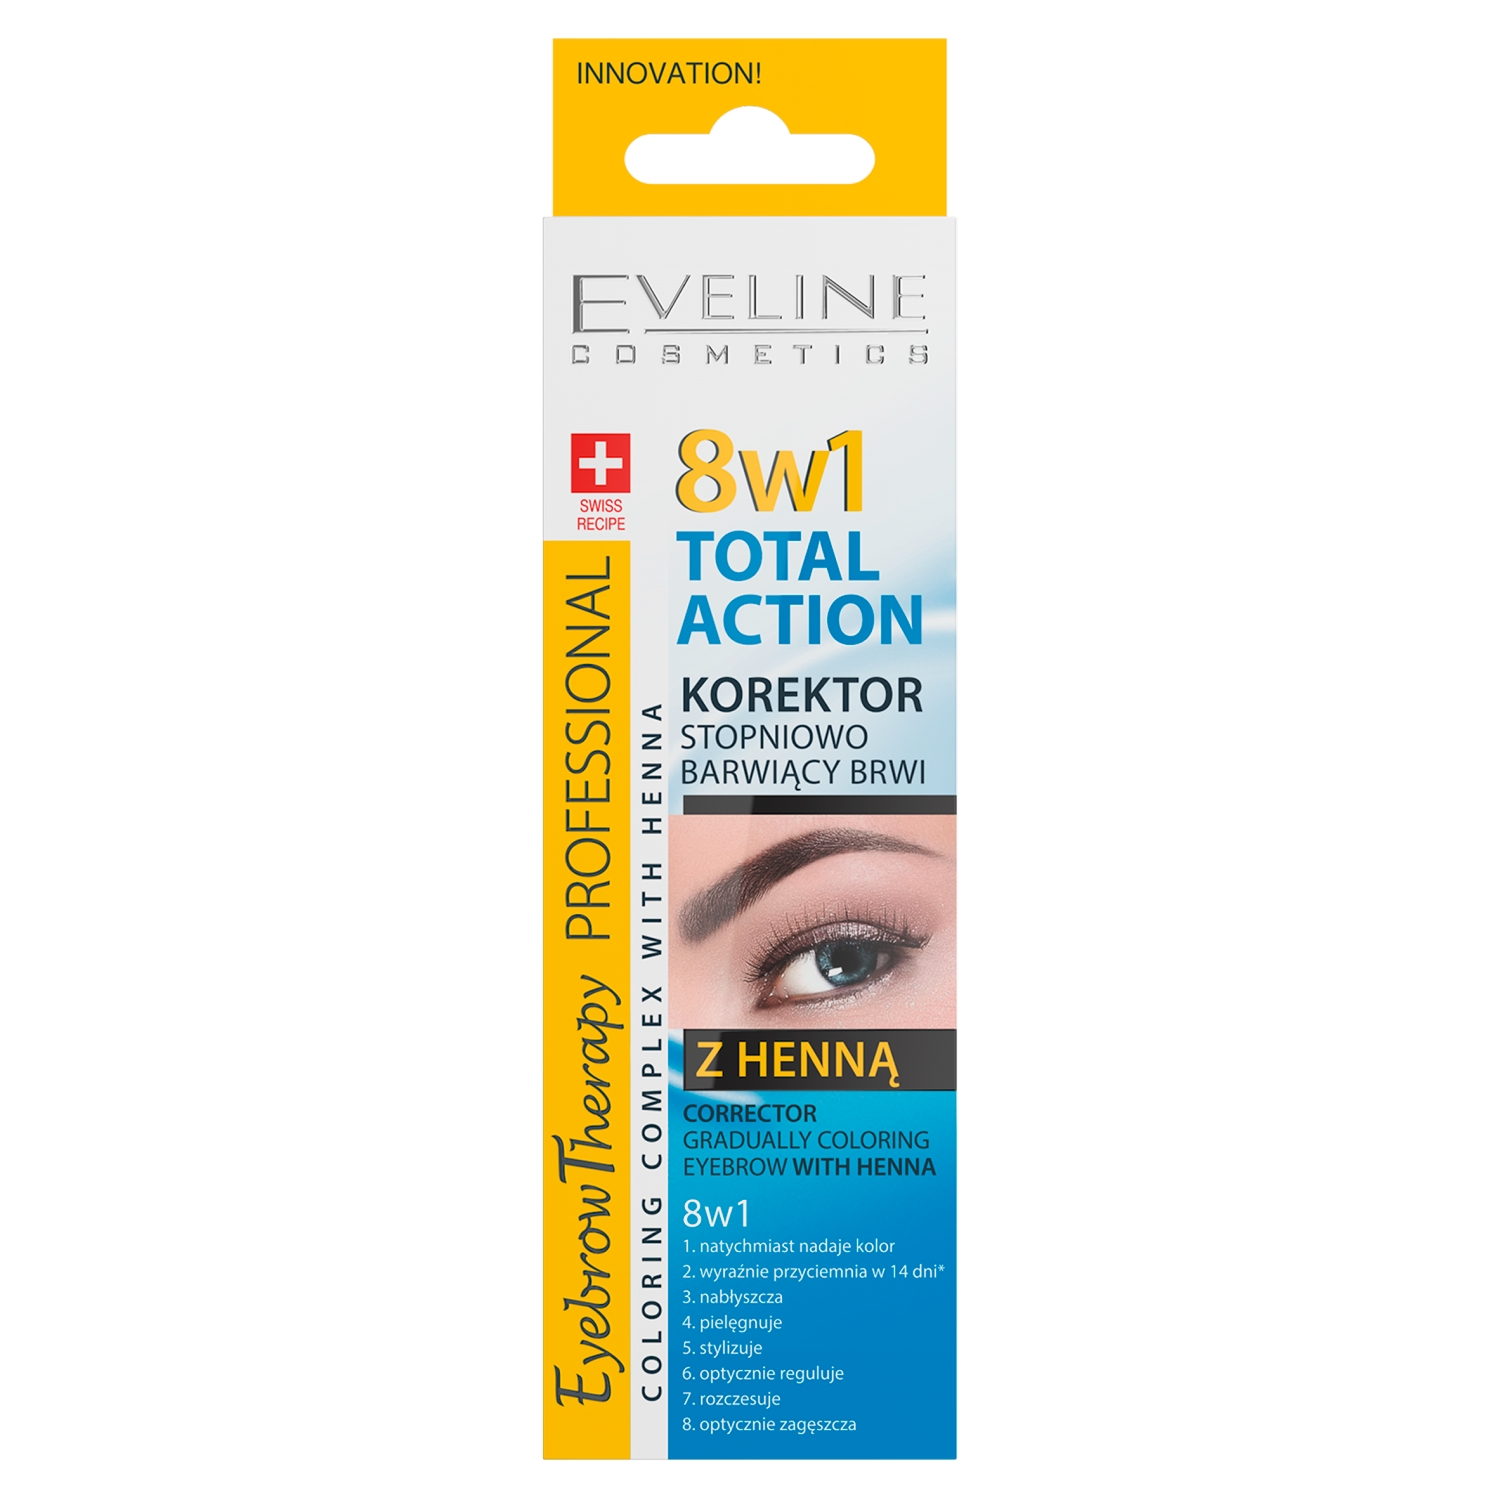 INNOVATION!
EVELINE
COSMETICS
SWISS
RECIPE
8w1
TOTAL
ACTION
KOREKTOR
STOPNIOWO
BARWIĄCY BRWI
Z HENNĄ
CORRECTOR
GRADUALLY COLORING
EYEBROW WITH HENNA
8w1
1. natychmiast nadaje kolor
2. wyraźnie przyciemnia w 14 dni*
3. nabłyszcza
4. pielęgnuje
5. stylizuje
6. optycznie reguluje
7. rozczesuje
8. optycznie zagęszcza
Eyebrow Therapy PROFESSIONAL
COLORING COMPLEX WITH HENNA